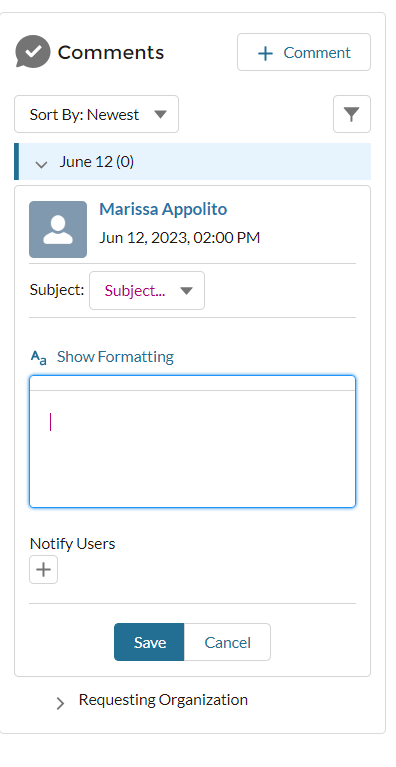 Comments
+ Comment
Sort By: Newest
June 12 (0)
Marissa Appolito
Jun 12, 2023, 02:00 PM
Subject: Subject...
Aa Show Formatting
Notify Users
+
Save Cancel
Requesting Organization